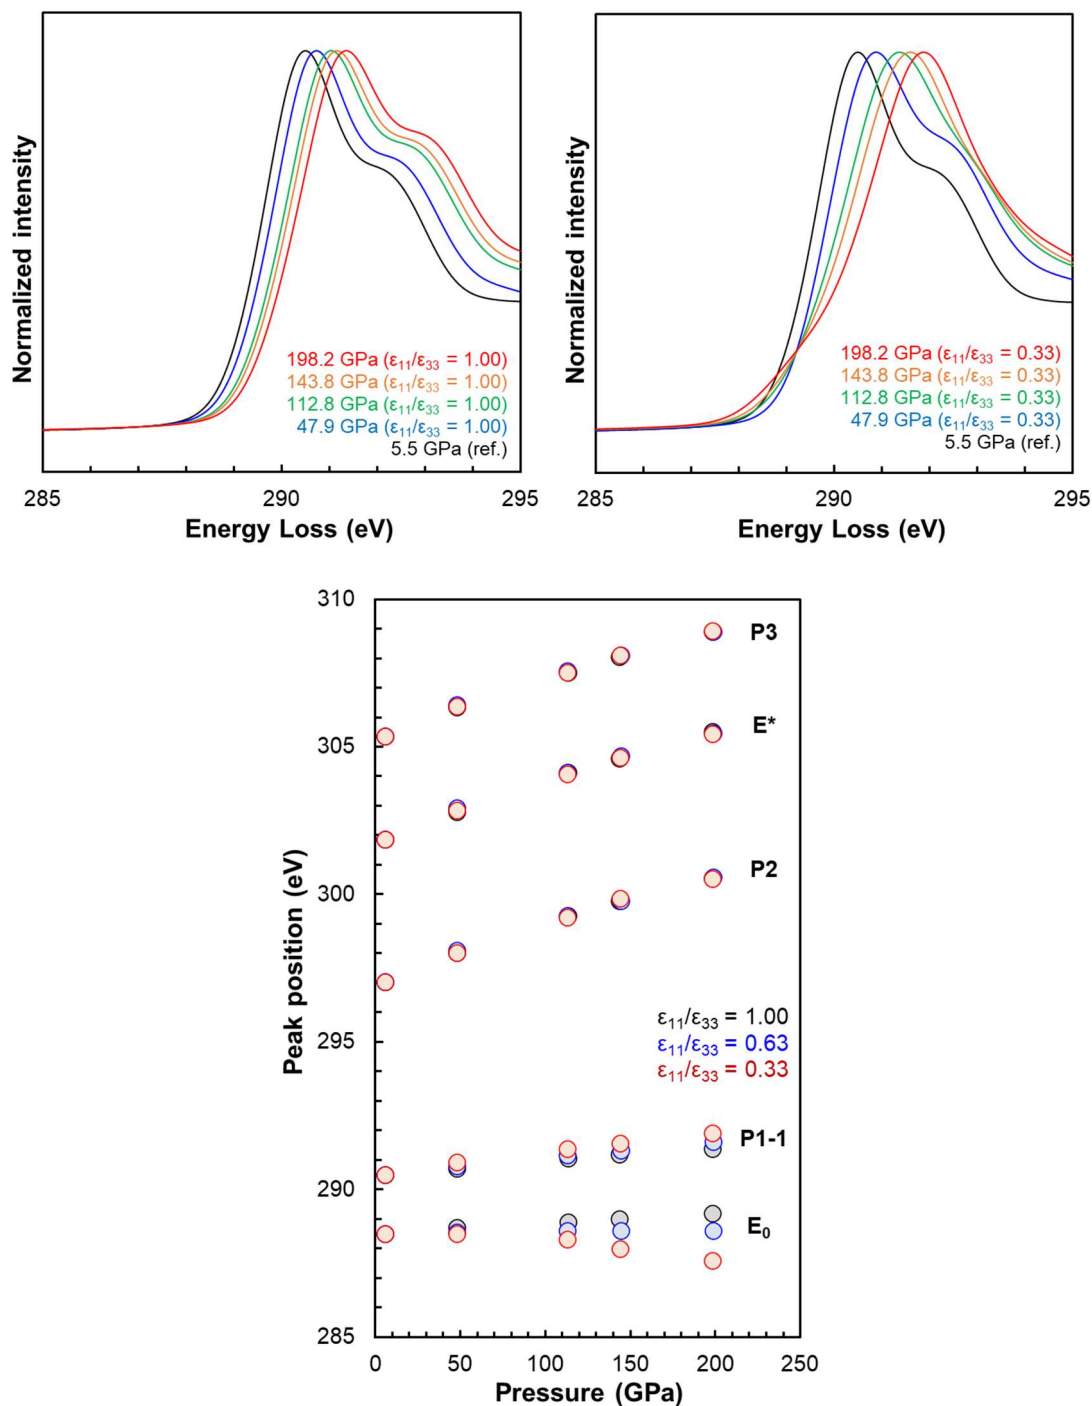 Normalized intensity
198.2 GPa (ε₁₁/ε₃₃ = 1.00)
143.8 GPa (ε₁₁/ε₃₃ = 1.00)
112.8 GPa (ε₁₁/ε₃₃ = 1.00)
47.9 GPa (ε₁₁/ε₃₃ = 1.00)
5.5 GPa (ref.)
285 290 295
Energy Loss (eV)
Normalized intensity
198.2 GPa (ε₁₁/ε₃₃ = 0.33)
143.8 GPa (ε₁₁/ε₃₃ = 0.33)
112.8 GPa (ε₁₁/ε₃₃ = 0.33)
47.9 GPa (ε₁₁/ε₃₃ = 0.33)
5.5 GPa (ref.)
285 290 295
Energy Loss (eV)
Peak position (eV)
310
305
300
295
290
285
P3
E*
P2
ε₁₁/ε₃₃ = 1.00
ε₁₁/ε₃₃ = 0.63
ε₁₁/ε₃₃ = 0.33
P1-1
E₀
0 50 100 150 200 250
Pressure (GPa)